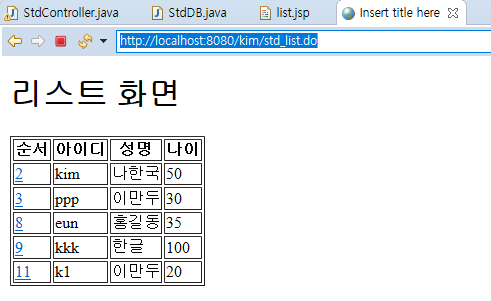 StdController.java StdDB.java list.jsp Insert title here
http://localhost:8080/kim/std_list.do
리스트 화면
순서 아이디 성명 나이
2 kim 나한국 50
3 ppp 이만두 30
8 eun 홍길동 35
9 kkk 한글 100
11 k1 이만두 20